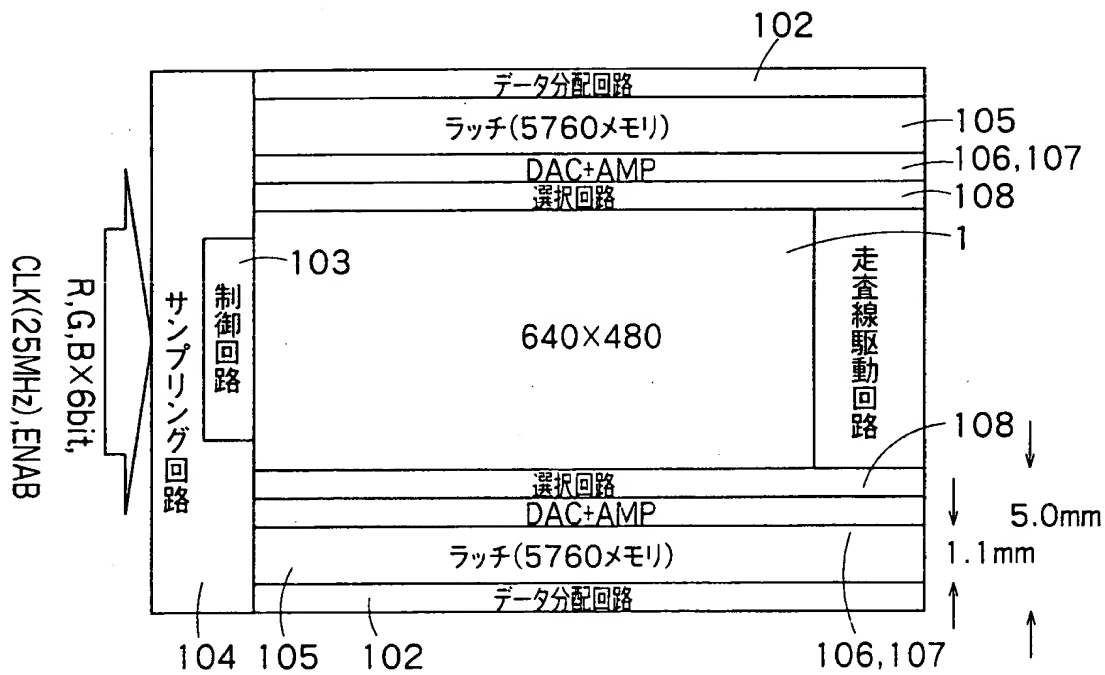 102
データ分配回路
ラッチ(5760メモリ)
105
DAC+AMP
106,107
選択回路
108
1
103
制御回路
サンプリング回路
R,G,B×6bit,
CLK(25MHz),ENAB
640×480
走査線駆動回路
108
選択回路
DAC+AMP
5.0mm
ラッチ(5760メモリ)
1.1mm
データ分配回路
104
105
102
106,107